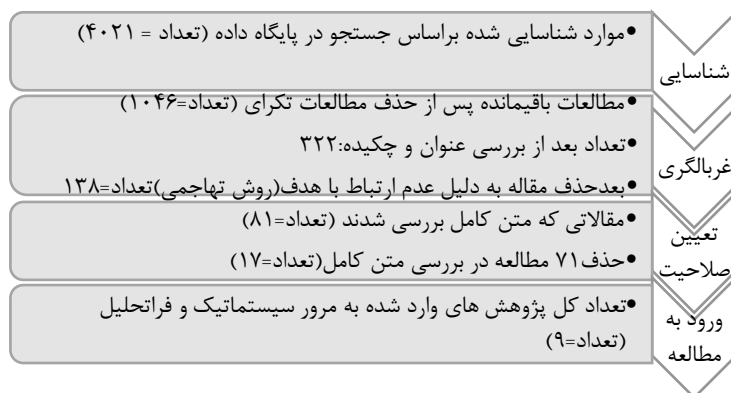 شناسایی
•موارد شناسایی شده براساس جستجو در پایگاه داده (تعداد = ۴۰۲۱)
غربالگری
•مطالعات باقیمانده پس از حذف مطالعات تکرای (تعداد=۱۰۴۶)
•تعداد بعد از بررسی عنوان و چکیده:۳۲۲
•بعدحذف مقاله به دلیل عدم ارتباط با هدف(روش تهاجمی)تعداد=۱۳۸
تعیین
صلاحیت
•مقالاتی که متن کامل بررسی شدند (تعداد=۸۱)
•حذف۷۱ مطالعه در بررسی متن کامل(تعداد=۱۷)
ورود به
مطالعه
•تعداد کل پژوهش های وارد شده به مرور سیستماتیک و فراتحلیل
(تعداد=۹)